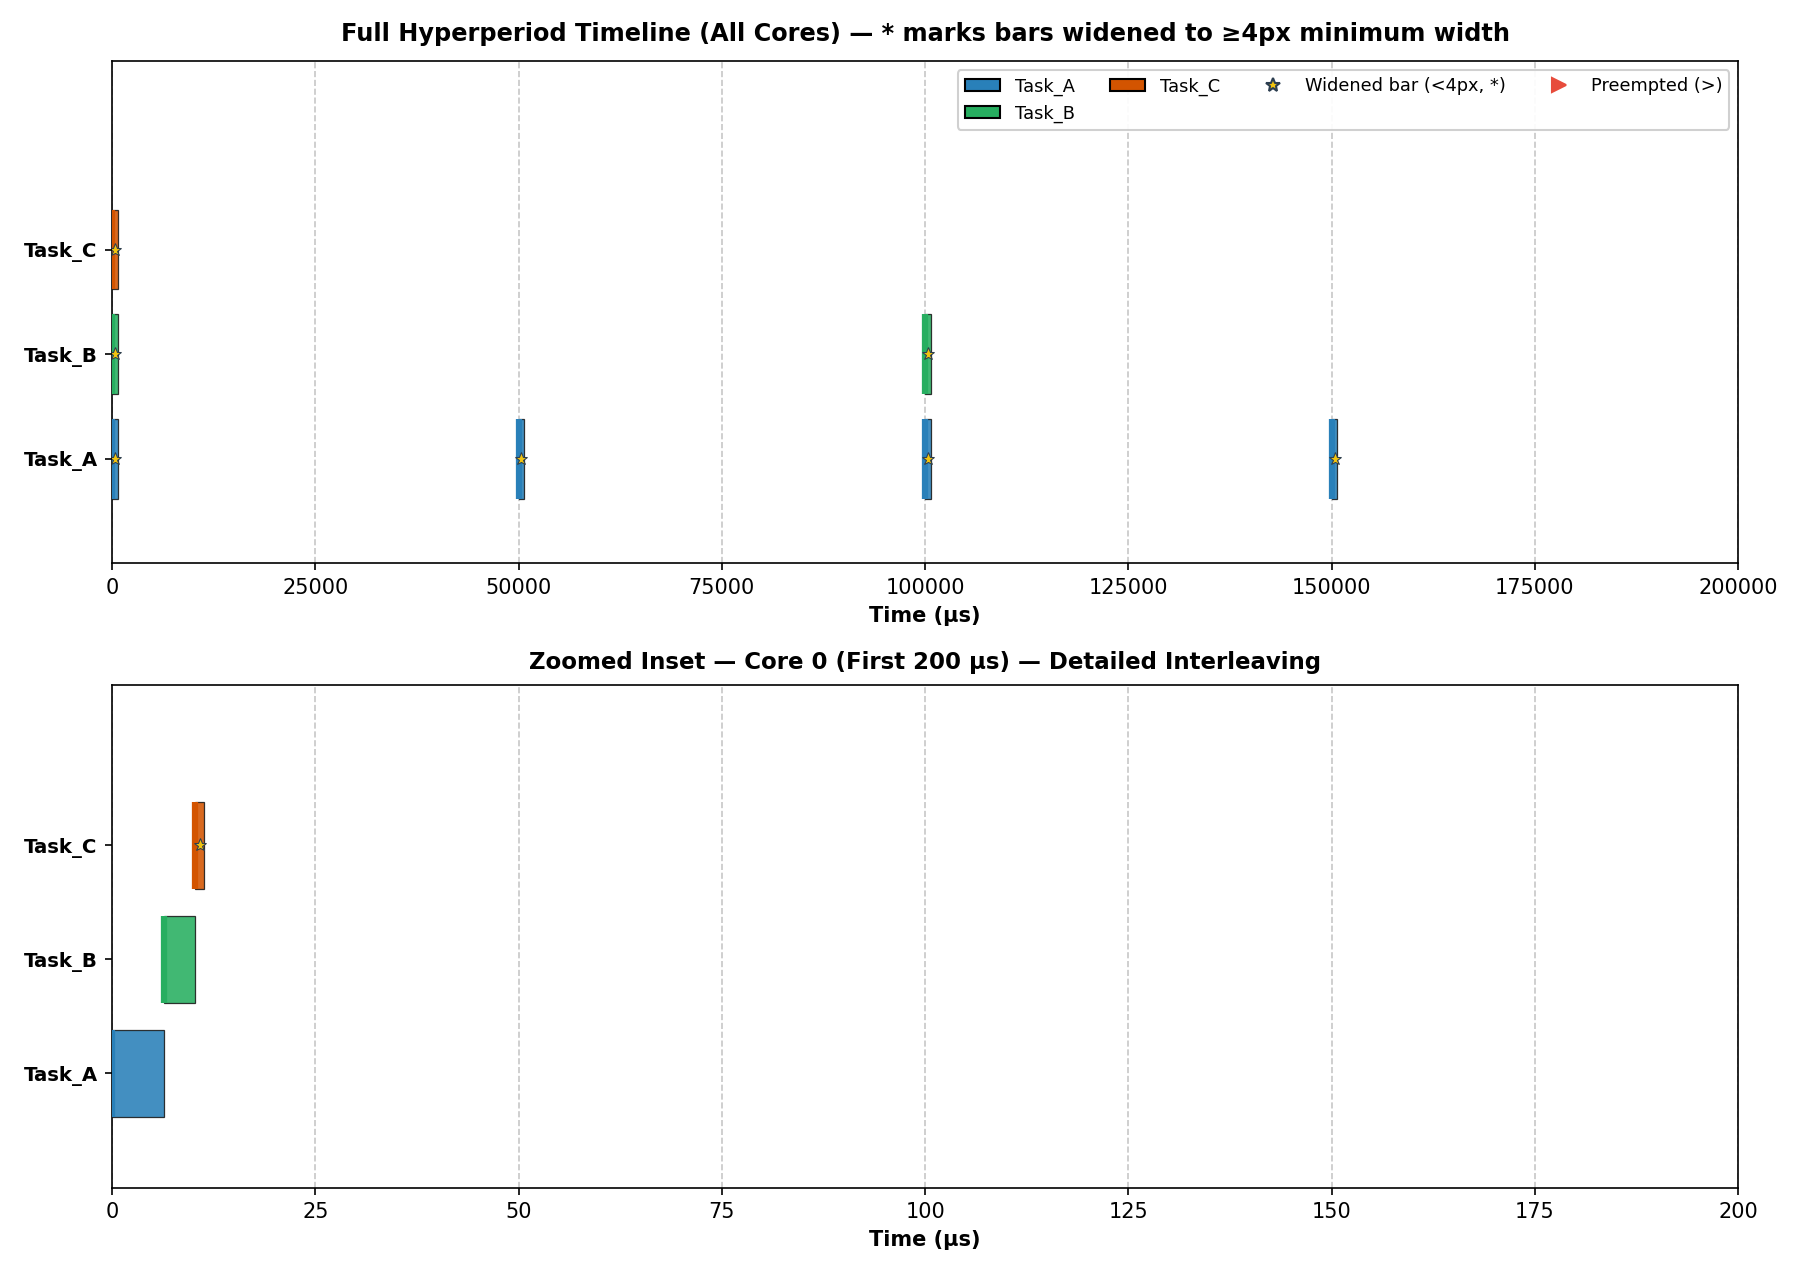 Full Hyperperiod Timeline (All Cores) — * marks bars widened to ≥4px minimum width
Task_A
Task_C
Widened bar (<4px, *)
Preempted (>)
Task_B
Task_C
Task_B
Task_A
0 25000 50000 75000 100000 125000 150000 175000 200000
Time (µs)
Zoomed Inset — Core 0 (First 200 µs) — Detailed Interleaving
Task_C
Task_B
Task_A
0 25 50 75 100 125 150 175 200
Time (µs)